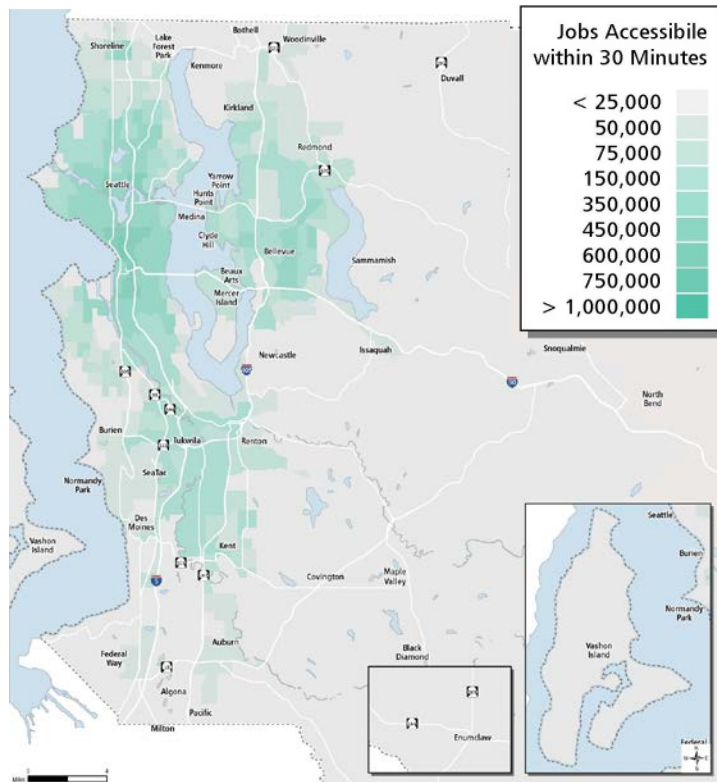 Jobs Accessibile
within 30 Minutes
< 25,000
50,000
75,000
150,000
350,000
450,000
600,000
750,000
> 1,000,000
Bothell
Woodinville
Shoreline
Lake
Forest
Park
Kenmore
Duvall
Kirkland
Redmond
Seattle
Yarrow
Point
Hunts
Point
Medina
Clyde
Hill
Bellevue
Sammamish
Beaux
Arts
Mercer
Island
Newcastle
Issaquah
Snoqualmie
North
Bend
Burien
Tukwila
Renton
SeaTac
Normandy
Park
Des
Moines
Vashon
Island
Kent
5
Covington
Maple
Valley
Auburn
Federal
Way
Black
Diamond
Algona
Pacific
Milton
Enumclaw
Seattle
Burien
Normandy
Park
Vashon
Island
Federal
Miles